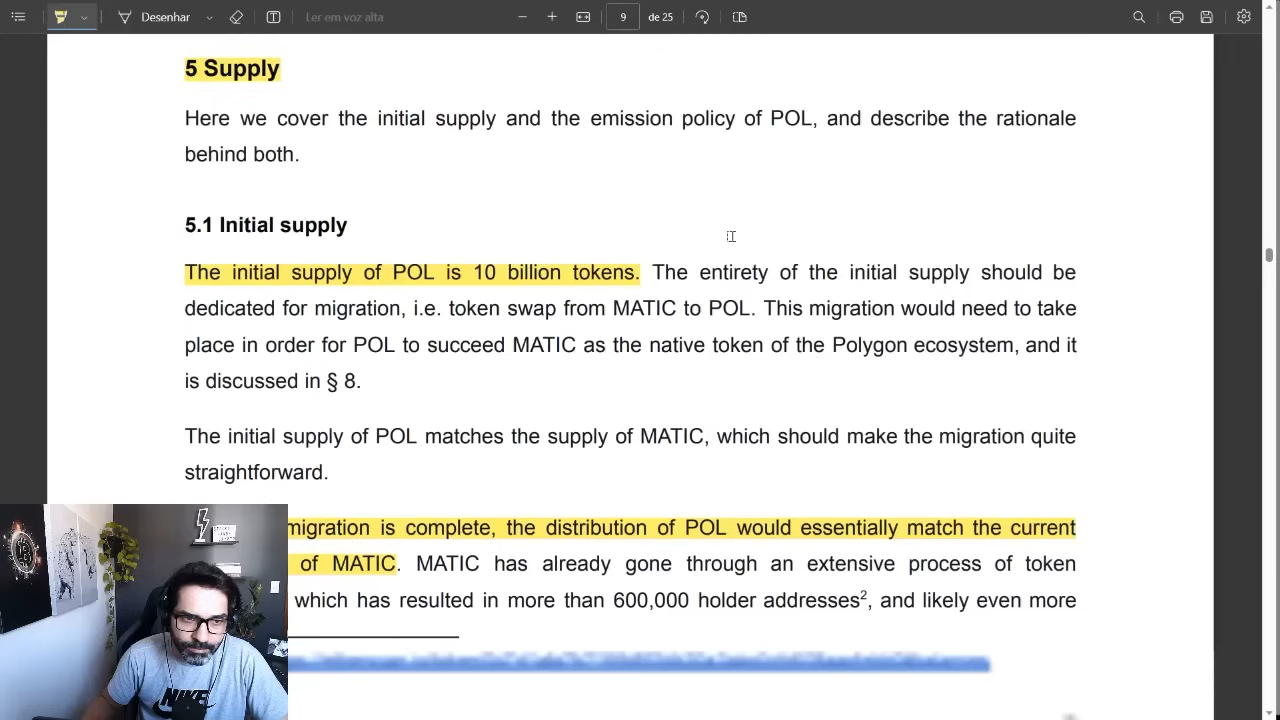 Desenhar
Ler em voz alta
9
de 25
5 Supply
Here we cover the initial supply and the emission policy of POL, and describe the rationale
behind both.
5.1 Initial supply
The initial supply of POL is 10 billion tokens. The entirety of the initial supply should be
dedicated for migration, i.e. token swap from MATIC to POL. This migration would need to take
place in order for POL to succeed MATIC as the native token of the Polygon ecosystem, and it
is discussed in § 8.
The initial supply of POL matches the supply of MATIC, which should make the migration quite
straightforward.
migration is complete, the distribution of POL would essentially match the current
of MATIC. MATIC has already gone through an extensive process of token
which has resulted in more than 600,000 holder addresses², and likely even more
NIKE